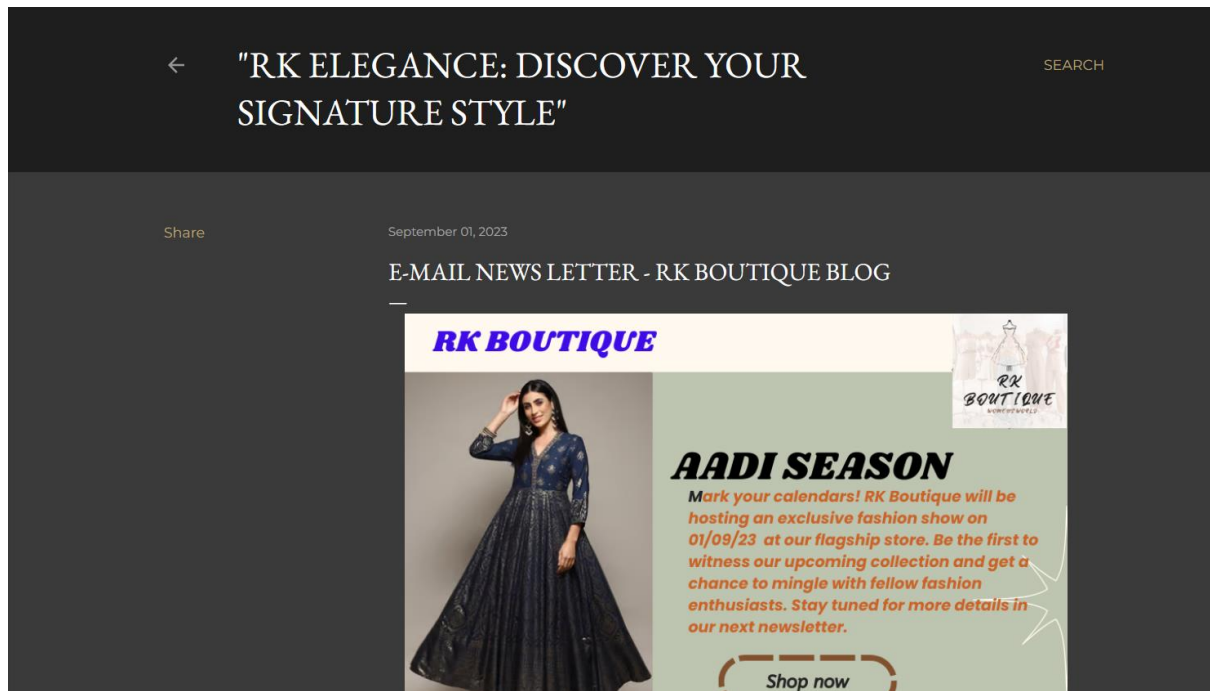 "RK ELEGANCE: DISCOVER YOUR
SIGNATURE STYLE"
SEARCH
Share
September 01, 2023
E-MAIL NEWS LETTER - RK BOUTIQUE BLOG
RK BOUTIQUE
RK
BOUTIQUE
AADI SEASON
Mark your calendars! RK Boutique will be
hosting an exclusive fashion show on
01/09/23 at our flagship store. Be the first to
witness our upcoming collection and get a
chance to mingle with fellow fashion
enthusiasts. Stay tuned for more details in
our next newsletter.
Shop now